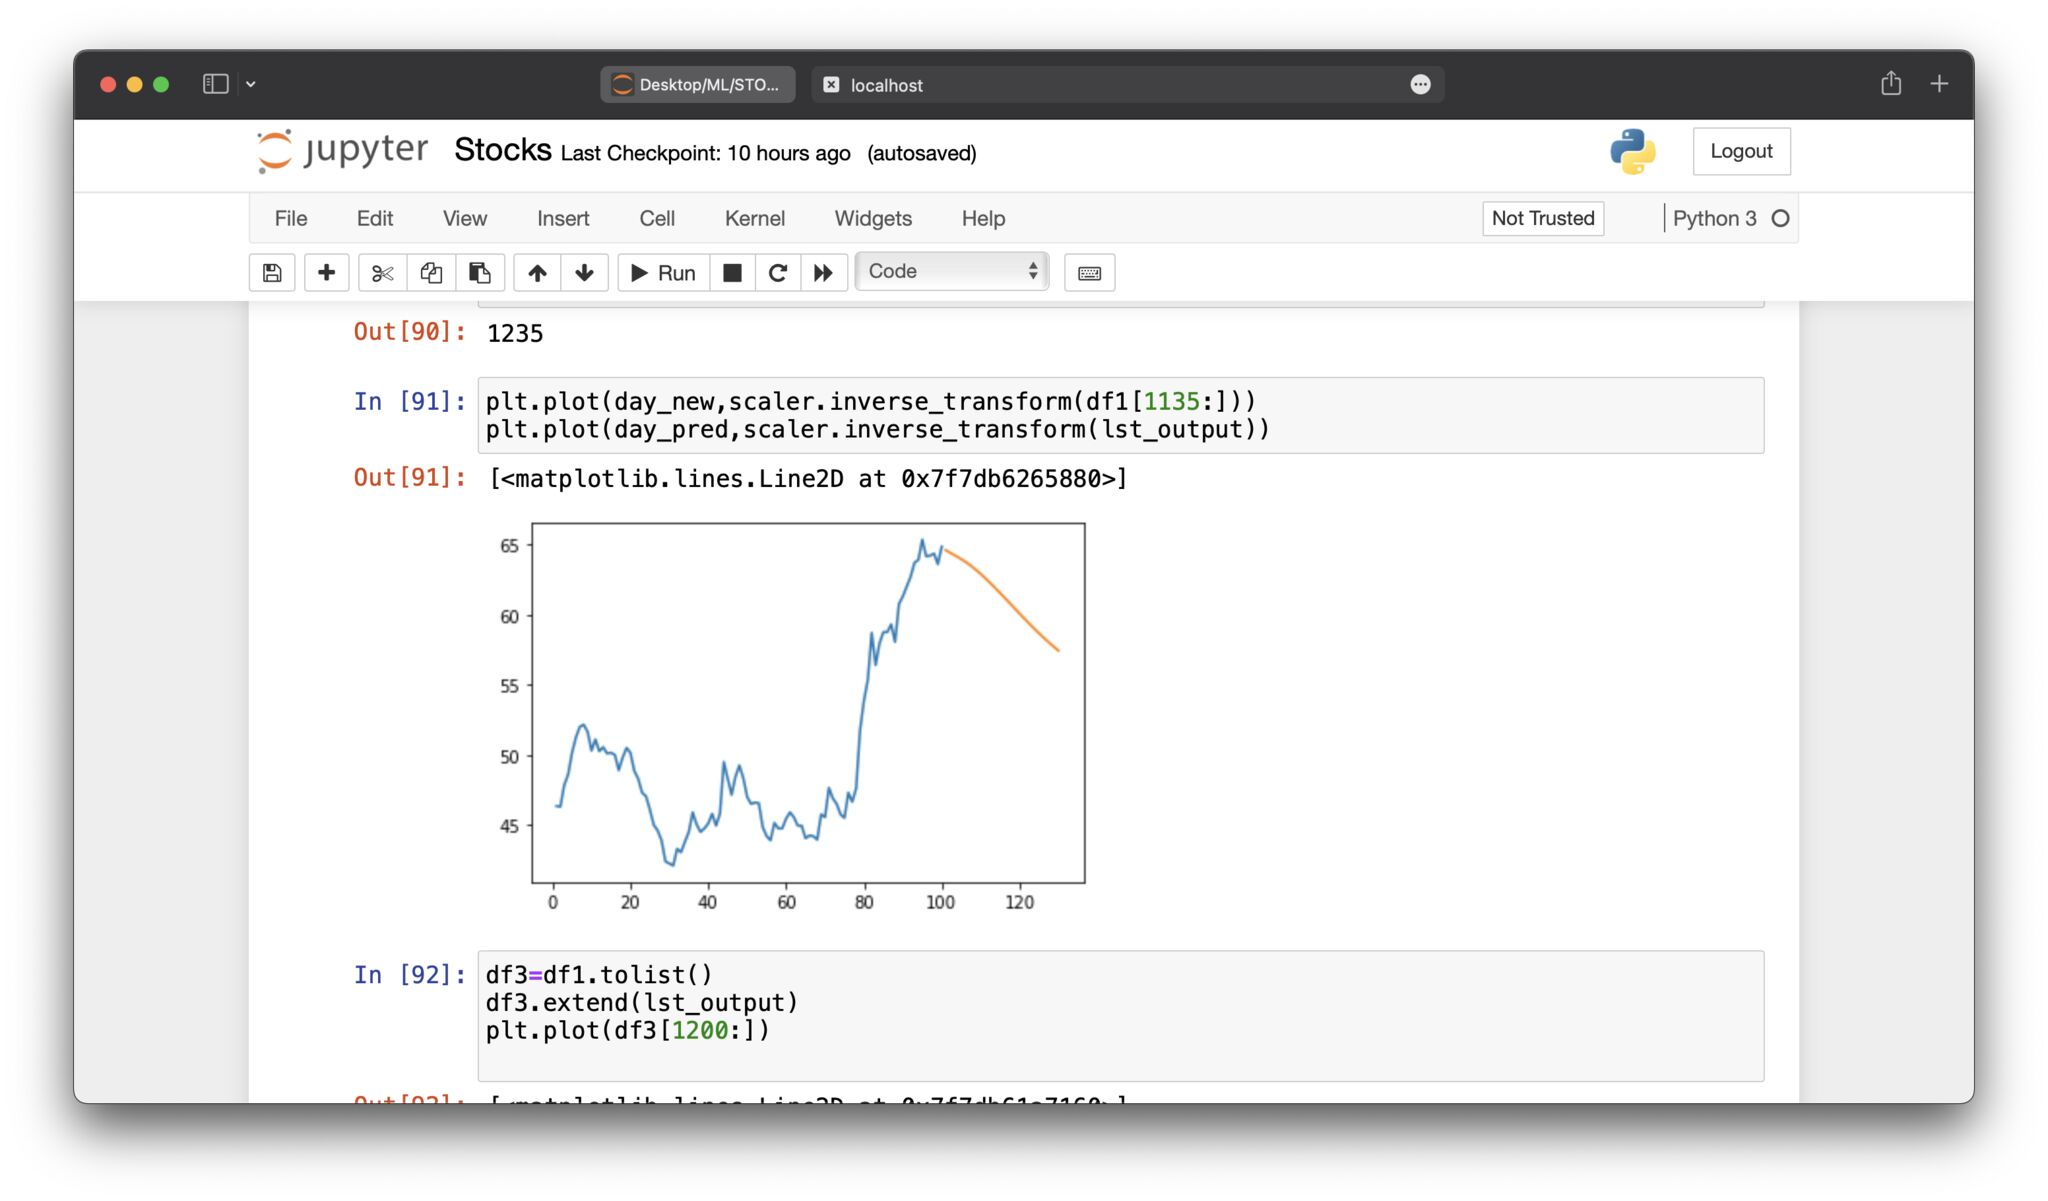 Desktop/ML/STO...
localhost
jupyter Stocks Last Checkpoint: 10 hours ago (autosaved)
Logout
File Edit View Insert Cell Kernel Widgets Help
Not Trusted
Python 3
Run
Code
Out[90]: 1235
In [91]: plt.plot(day_new,scaler.inverse_transform(df1[1135:]))
plt.plot(day_pred,scaler.inverse_transform(lst_output))
Out[91]: [<matplotlib.lines.Line2D at 0x7f7db6265880>]
65
60
55
50
45
0 20 40 60 80 100 120
In [92]: df3=df1.tolist()
df3.extend(lst_output)
plt.plot(df3[1200:])
[<matplotlib.lines.Line2D at